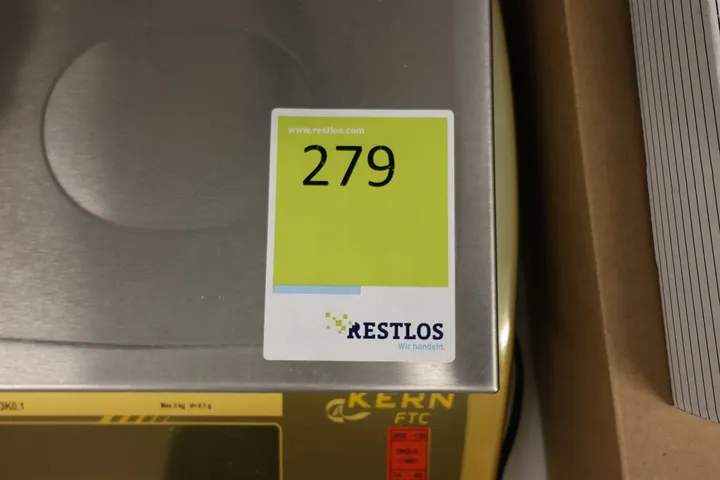 www.restlos.com
279
RESTLOS
Wir handeln.
3K0.1
Max 3 kg d=0,1 g
KERN
FTC